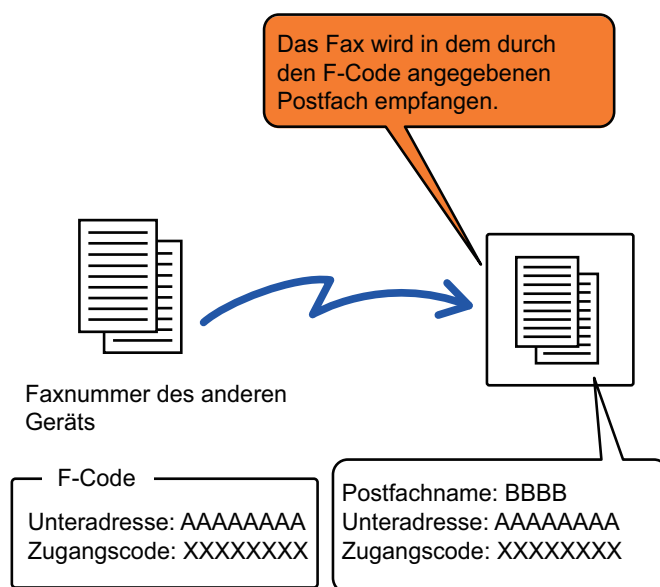 Das Fax wird in dem durch
den F-Code angegebenen
Postfach empfangen.
Faxnummer des anderen
Geräts
F-Code
Unteradresse: AAAAAAAA
Zugangscode: XXXXXXXX
Postfachname: BBBB
Unteradresse: AAAAAAAA
Zugangscode: XXXXXXXX